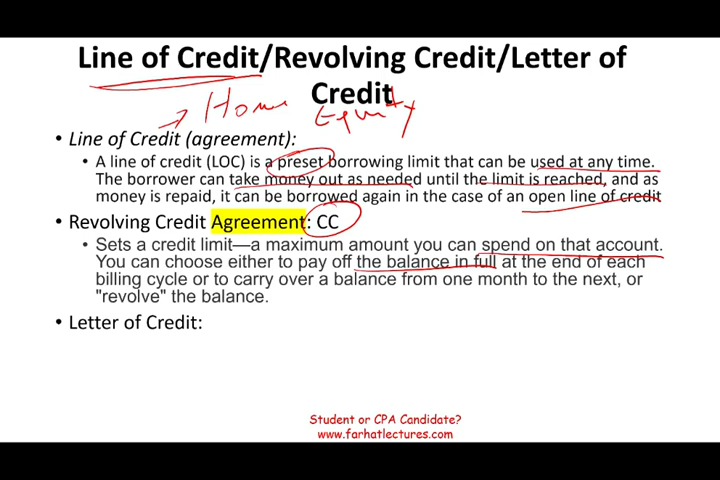 Line of Credit/Revolving Credit/Letter of
Credit
Home Equity
• Line of Credit (agreement):
• A line of credit (LOC) is a preset borrowing limit that can be used at any time.
The borrower can take money out as needed until the limit is reached, and as
money is repaid, it can be borrowed again in the case of an open line of credit
• Revolving Credit Agreement: CC
• Sets a credit limit—a maximum amount you can spend on that account.
You can choose either to pay off the balance in full at the end of each
billing cycle or to carry over a balance from one month to the next, or
"revolve" the balance.
• Letter of Credit:
Student or CPA Candidate?
www.farhatlectures.com